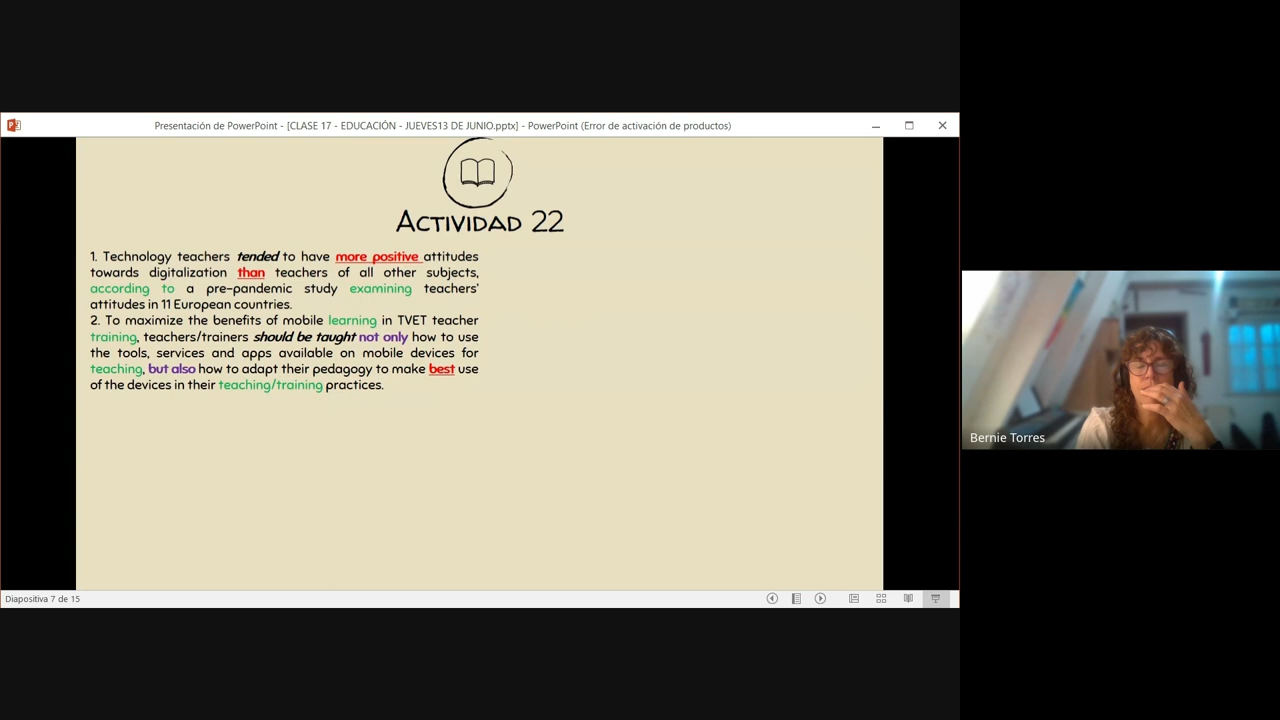 Presentación de PowerPoint - [CLASE 17 - EDUCACIÓN - JUEVES13 DE JUNIO.pptx] - PowerPoint (Error de activación de productos)
ACTIVIDAD 22
1. Technology teachers tended to have more positive attitudes
towards digitalization than teachers of all other subjects,
according to a pre-pandemic study examining teachers'
attitudes in 11 European countries.
2. To maximize the benefits of mobile learning in TVET teacher
training, teachers/trainers should be taught not only how to use
the tools, services and apps available on mobile devices for
teaching, but also how to adapt their pedagogy to make best use
of the devices in their teaching/training practices.
Bernie Torres
Diapositiva 7 de 15